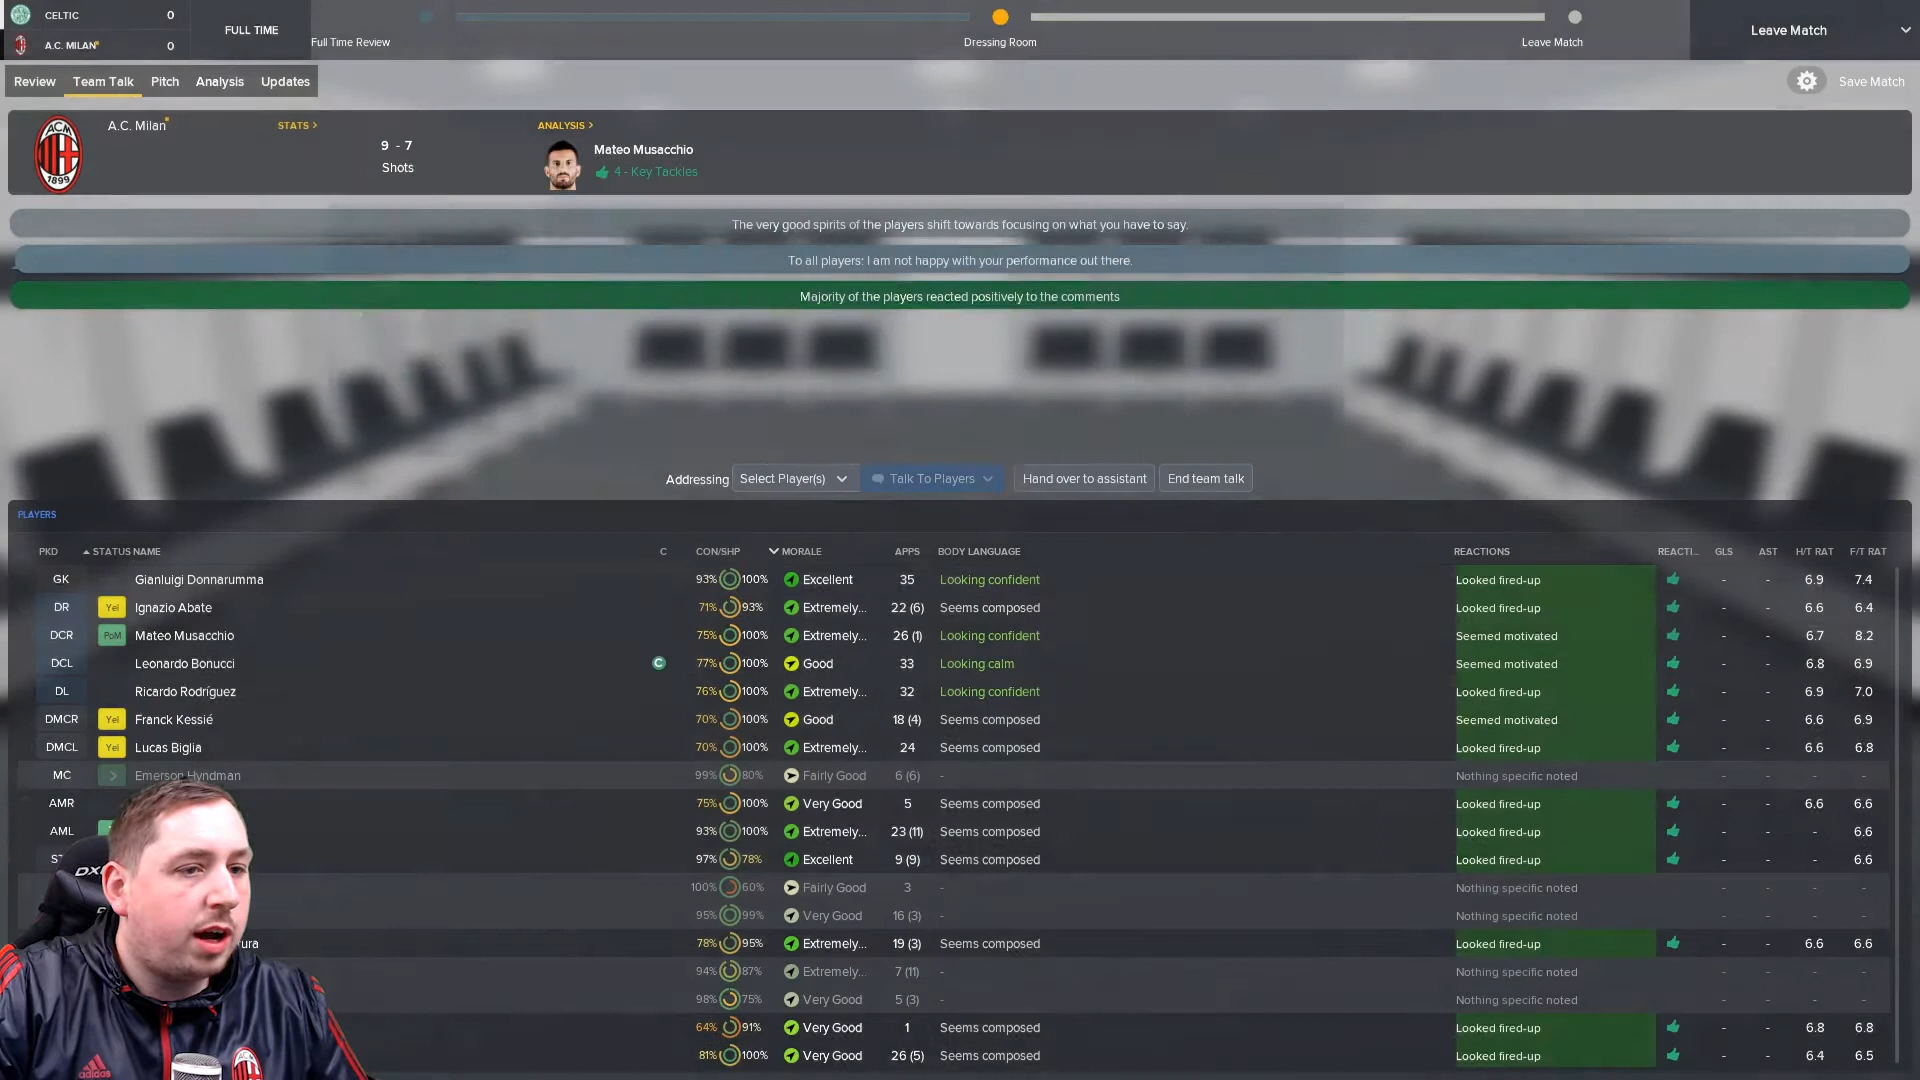 CELTIC 0
A.C. MILAN 0
FULL TIME
Full Time Review
Dressing Room
Leave Match
Leave Match
Review Team Talk Pitch Analysis Updates
Save Match
A.C. Milan
STATS >
9 - 7
Shots
ANALYSIS >
Mateo Musacchio
4 - Key Tackles
ACM
1899
The very good spirits of the players shift towards focusing on what you have to say.
To all players: I am not happy with your performance out there.
Majority of the players reacted positively to the comments
Addressing Select Player(s) Talk To Players Hand over to assistant End team talk
PLAYERS
PKD STATUS NAME C CON/SHP MORALE APPS BODY LANGUAGE REACTIONS REACTI... GLS AST H/T RAT F/T RAT
GK Gianluigi Donnarumma 93% 100% Excellent 35 Looking confident Looked fired-up - - 6.9 7.4
DR Yel Ignazio Abate 71% 93% Extremely... 22 (6) Seems composed Looked fired-up - - 6.6 6.4
DCR PoM Mateo Musacchio 75% 100% Extremely... 26 (1) Looking confident Seemed motivated - - 6.7 8.2
DCL Leonardo Bonucci C 77% 100% Good 33 Looking calm Seemed motivated - - 6.8 6.9
DL Ricardo Rodríguez 76% 100% Extremely... 32 Looking confident Looked fired-up - - 6.9 7.0
DMCR Yel Franck Kessié 70% 100% Good 18 (4) Seems composed Seemed motivated - - 6.6 6.9
DMCL Yel Lucas Biglia 70% 100% Extremely... 24 Seems composed Looked fired-up - - 6.6 6.8
MC Emerson Hyndman 99% 80% Fairly Good 6 (6) - Nothing specific noted - - - -
AMR 75% 100% Very Good 5 Seems composed Looked fired-up - - 6.6 6.6
AML 93% 100% Extremely... 23 (11) Seems composed Looked fired-up - - - 6.6
97% 78% Excellent 9 (9) Seems composed Looked fired-up - - - 6.6
100% 60% Fairly Good 3 - Nothing specific noted - - - -
95% 99% Very Good 16 (3) - Nothing specific noted - - - -
ura 78% 95% Extremely... 19 (3) Seems composed Looked fired-up - - 6.6 6.6
94% 87% Extremely... 7 (11) - Nothing specific noted - - - -
98% 75% Very Good 5 (3) - Nothing specific noted - - - -
64% 91% Very Good 1 Seems composed Looked fired-up - - 6.8 6.8
81% 100% Very Good 26 (5) Seems composed Looked fired-up - - 6.4 6.5
adidas